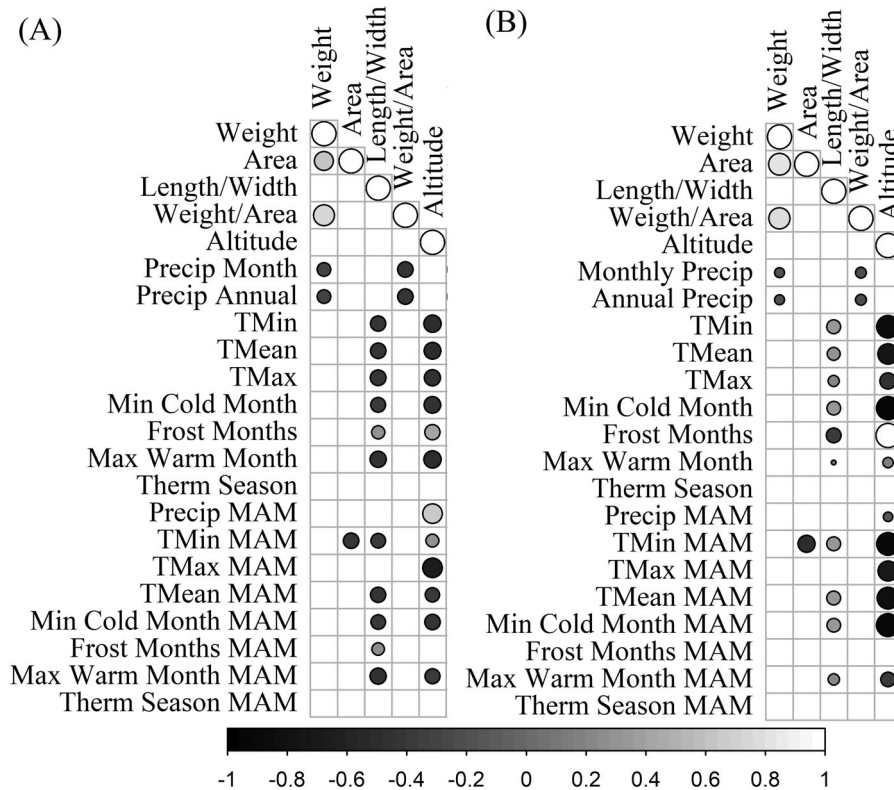 (A)
Weight
Area
Length/Width
Weight/Area
Altitude
Weight
Area
Length/Width
Weight/Area
Altitude
Precip Month
Precip Annual
TMin
TMean
TMax
Min Cold Month
Frost Months
Max Warm Month
Therm Season
Precip MAM
TMin MAM
TMax MAM
TMean MAM
Min Cold Month MAM
Frost Months MAM
Max Warm Month MAM
Therm Season MAM
(B)
Weight
Area
Length/Width
Weight/Area
Altitude
Weight
Area
Length/Width
Weigth/Area
Altitude
Monthly Precip
Annual Precip
TMin
TMean
TMax
Min Cold Month
Frost Months
Max Warm Month
Therm Season
Precip MAM
TMin MAM
TMax MAM
TMean MAM
Min Cold Month MAM
Frost Months MAM
Max Warm Month MAM
Therm Season MAM
-1 -0.8 -0.6 -0.4 -0.2 0 0.2 0.4 0.6 0.8 1